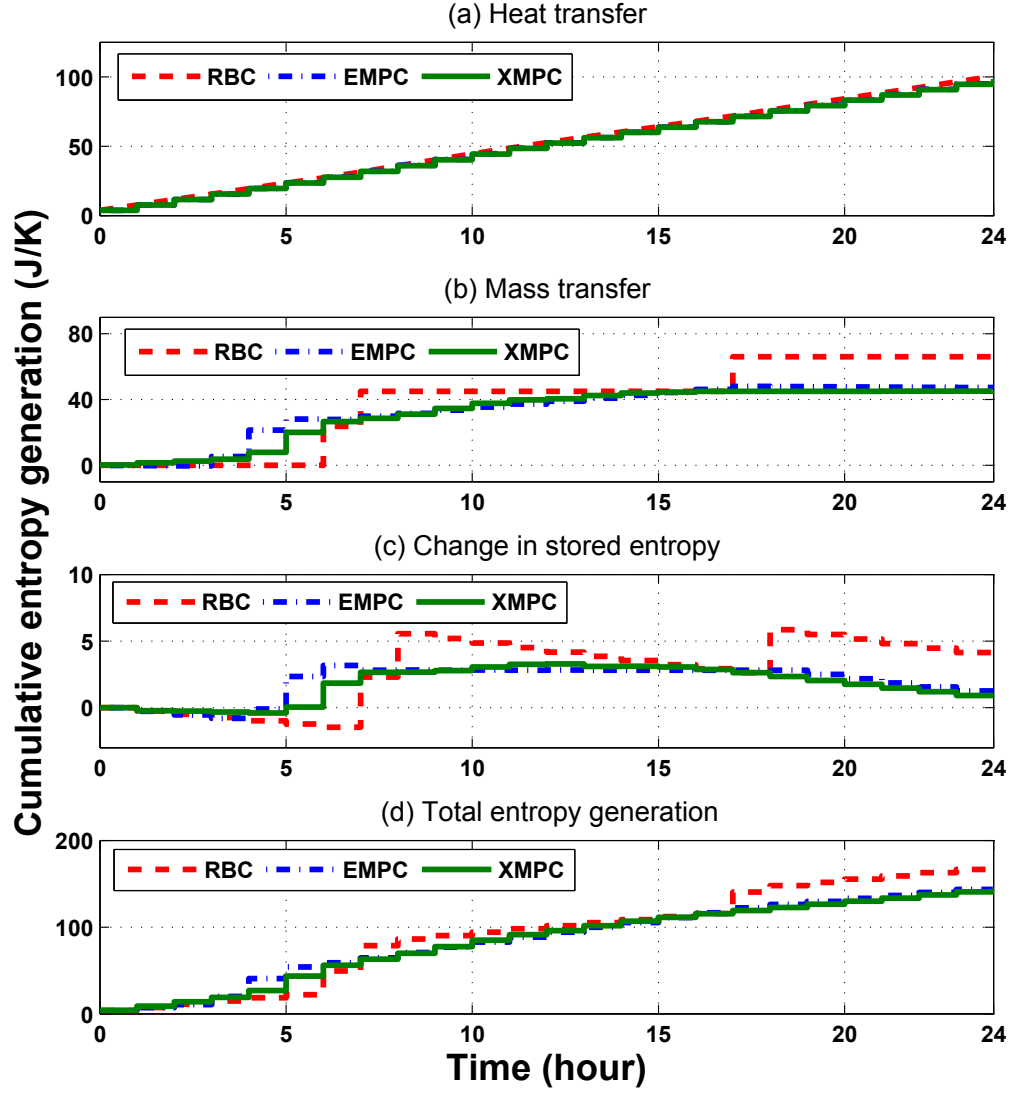 (a) Heat transfer
RBC EMPC XMPC
100
50
0
0 5 10 15 20 24
(b) Mass transfer
RBC EMPC XMPC
80
40
0
0 5 10 15 20 24
(c) Change in stored entropy
RBC EMPC XMPC
10
5
0
0 5 10 15 20 24
(d) Total entropy generation
RBC EMPC XMPC
200
100
0
0 5 10 15 20 24
Time (hour)
Cumulative entropy generation (J/K)